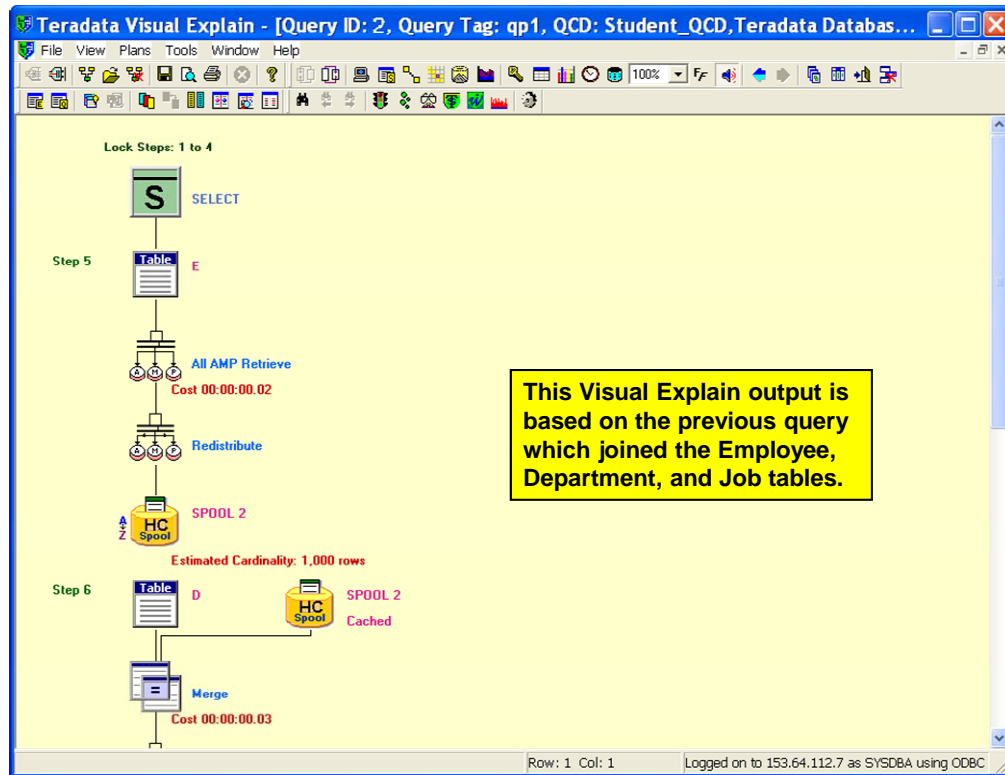 Teradata Visual Explain - [Query ID: 2, Query Tag: qp1, QCD: Student_QCD,Teradata Databas...
File View Plans Tools Window Help
100%
Lock Steps: 1 to 4
S
SELECT
Step 5
Table
E
A M P
All AMP Retrieve
Cost 00:00:00.02
A M P
Redistribute
A
Z
HC
Spool
SPOOL 2
Estimated Cardinality: 1,000 rows
Step 6
Table
D
HC
Spool
SPOOL 2
Cached
=
Merge
Cost 00:00:00.03
This Visual Explain output is
based on the previous query
which joined the Employee,
Department, and Job tables.
Row: 1 Col: 1
Logged on to 153.64.112.7 as SYSDBA using ODBC